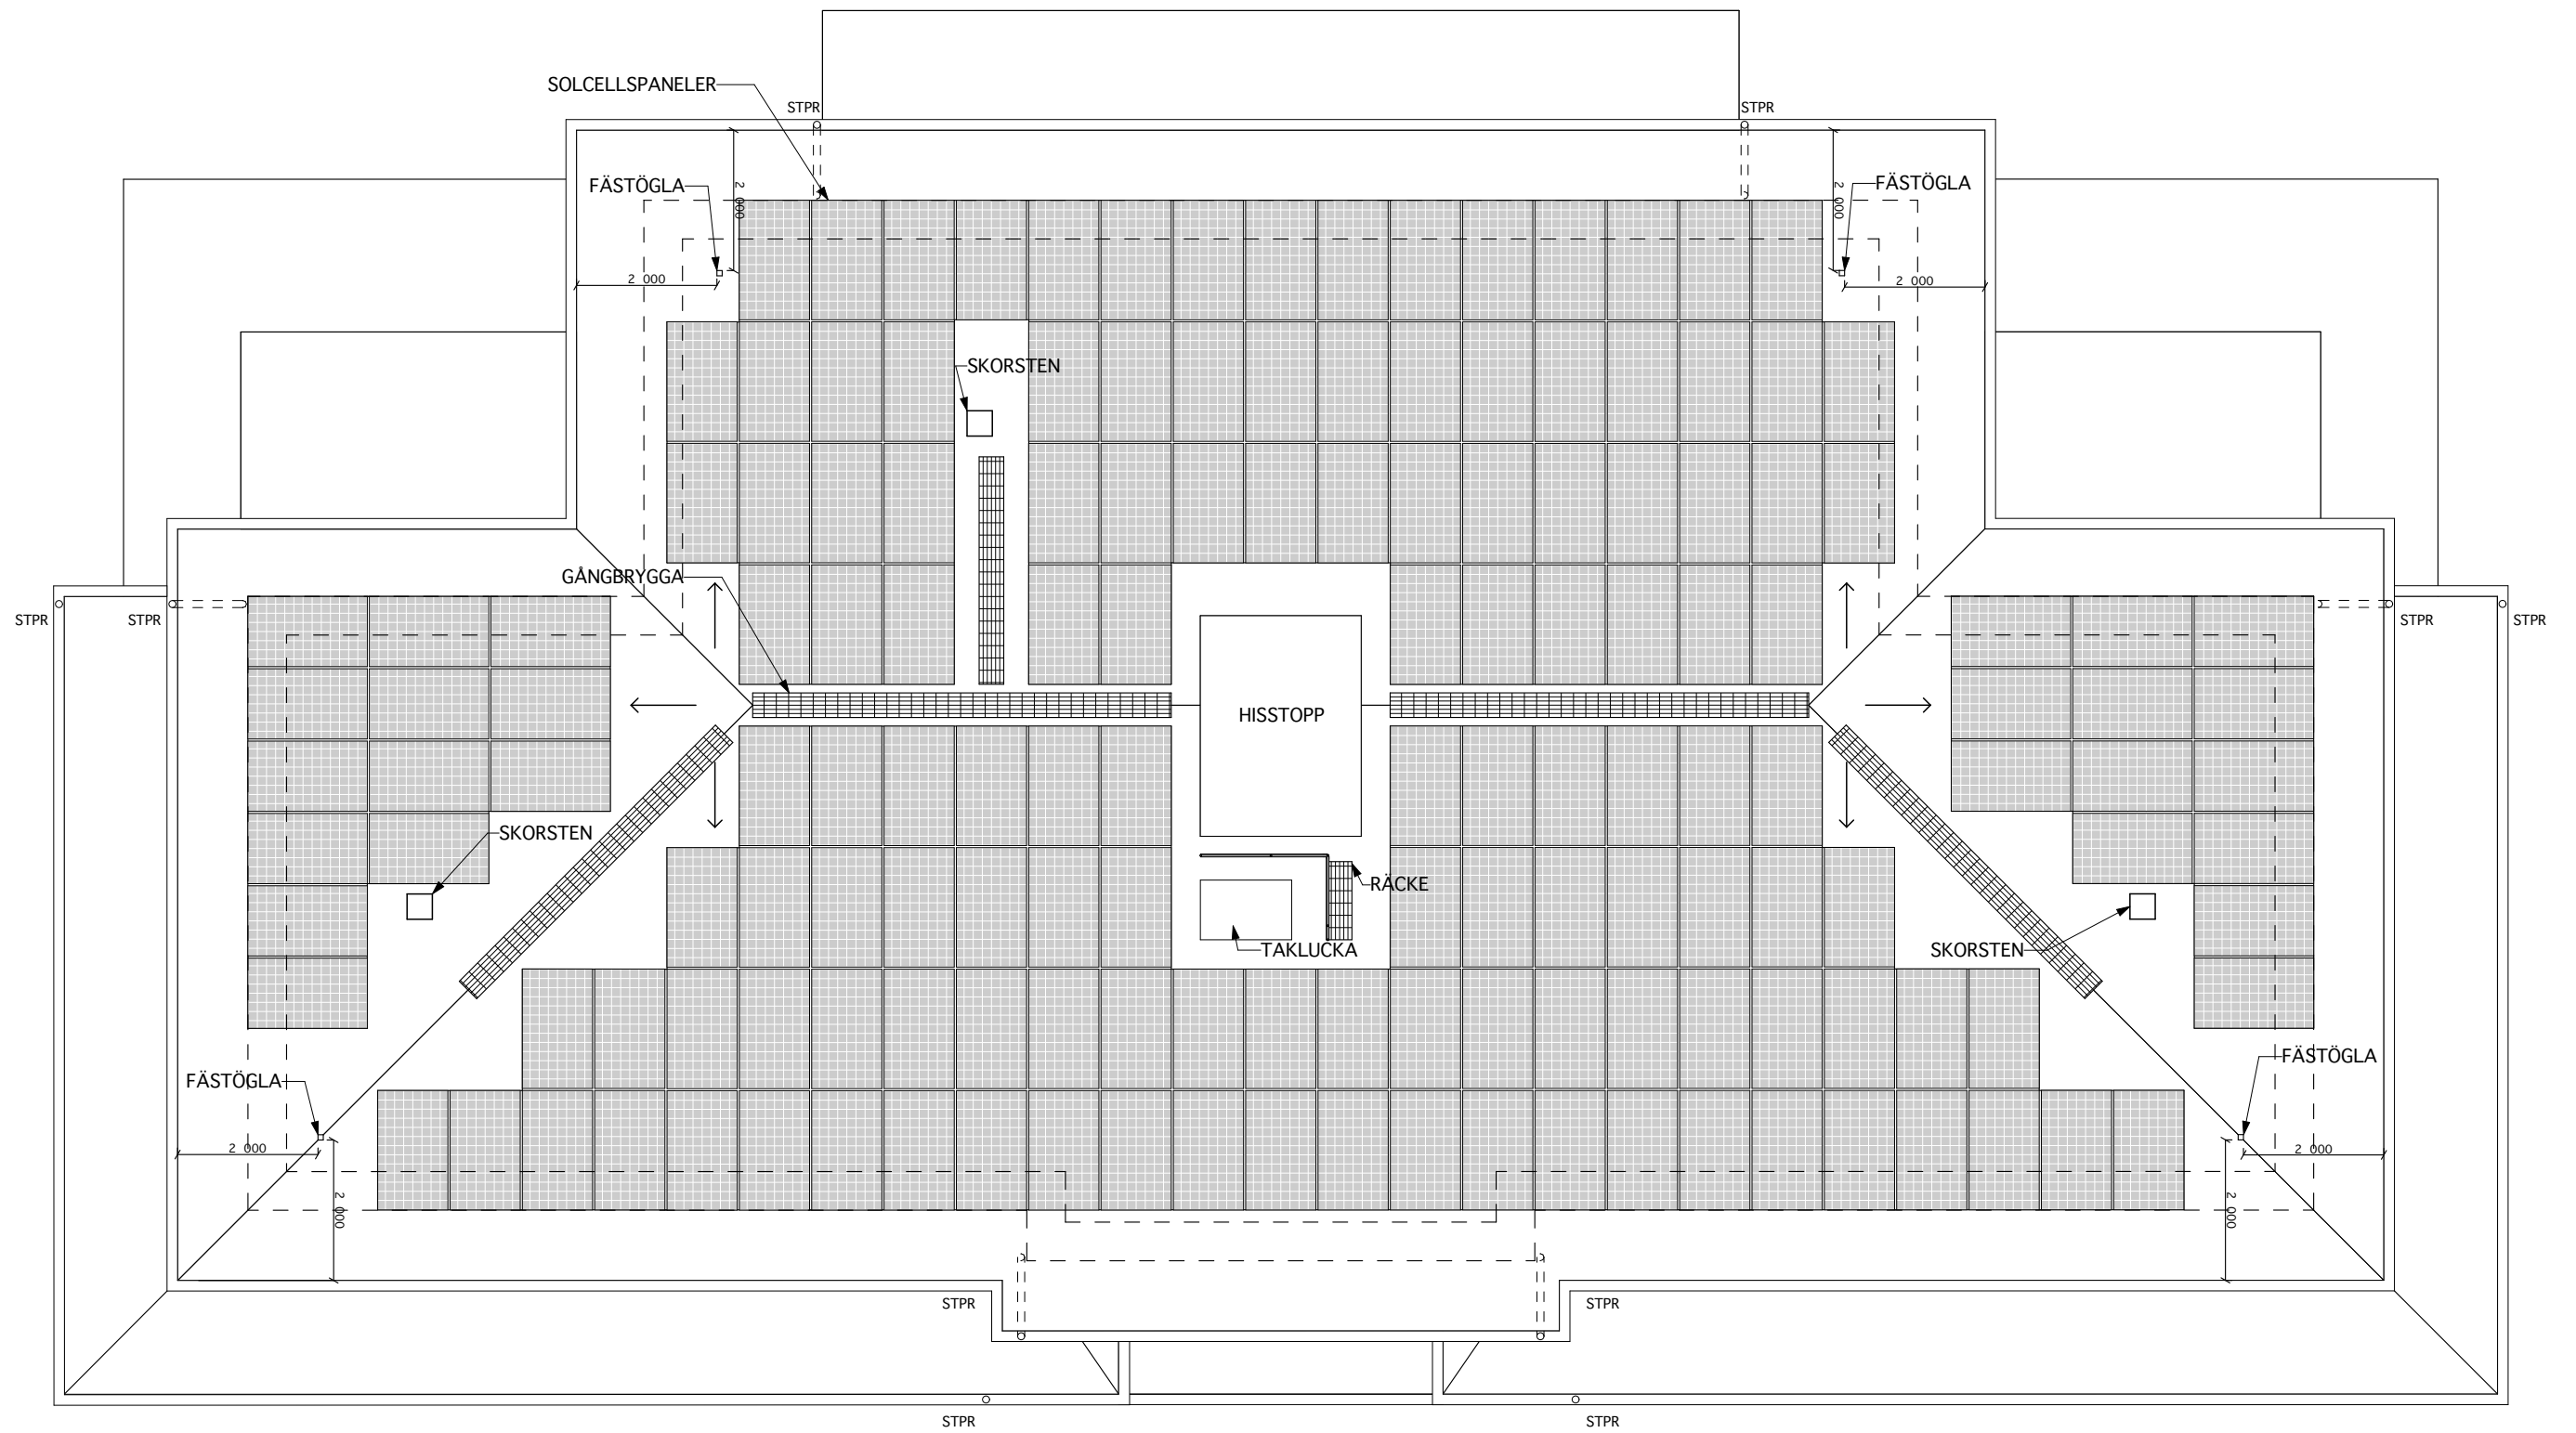 SOLCELLSPANELER
STPR
STPR
FÄSTÖGLA
FÄSTÖGLA
2 000
2 000
2 000
2 000
SKORSTEN
GÅNGBRYGGA
STPR
STPR
STPR
STPR
HISSTOPP
SKORSTEN
RÄCKE
TAKLUCKA
SKORSTEN
FÄSTÖGLA
FÄSTÖGLA
2 000
2 000
2 000
2 000
STPR
STPR
STPR
STPR